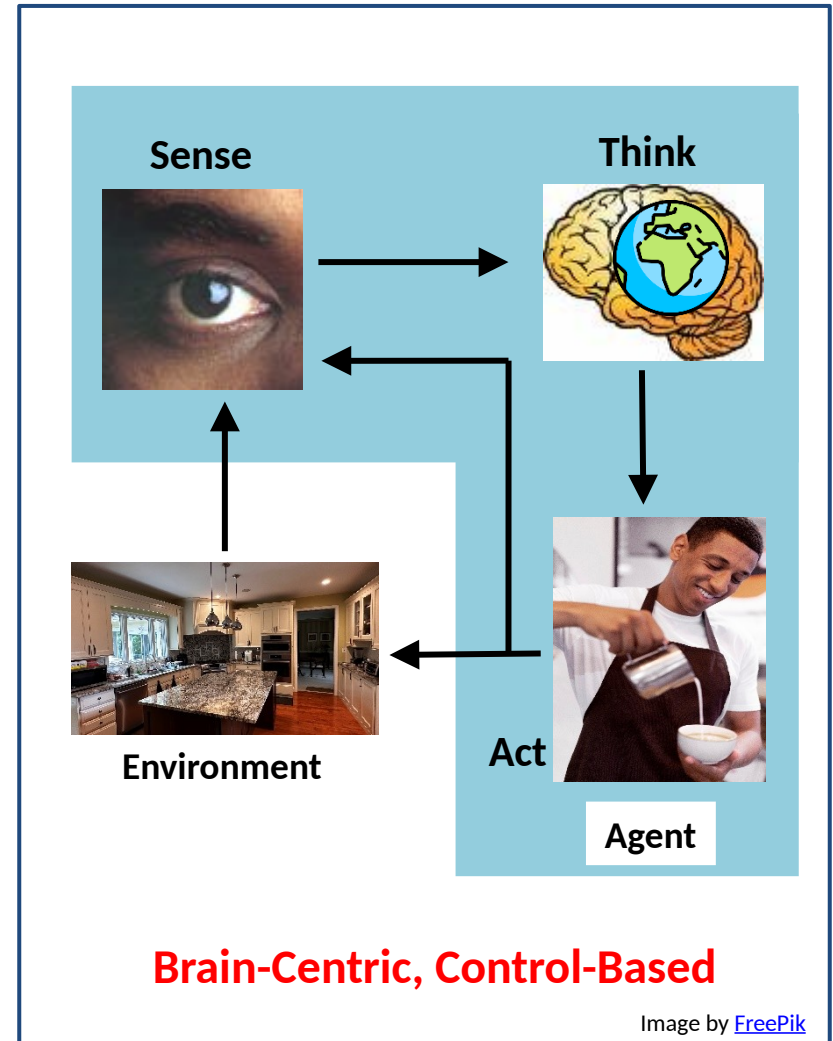 Sense
Think
Environment
Act
Agent
Brain-Centric, Control-Based
Image by FreePik